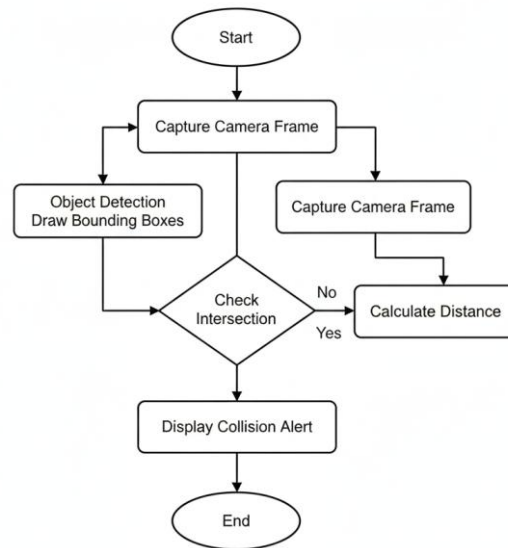 Start
Capture Camera Frame
Object Detection
Draw Bounding Boxes
Capture Camera Frame
Check
Intersection
No
Yes
Calculate Distance
Display Collision Alert
End